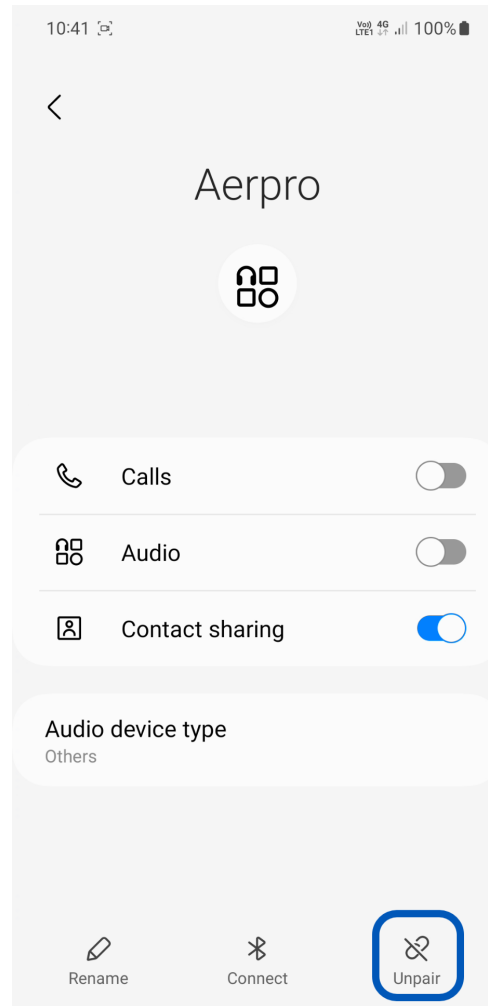 10:41
Vo)) 4G 100%
LTE1
Aerpro
Calls
Audio
Contact sharing
Audio device type
Others
Rename Connect Unpair